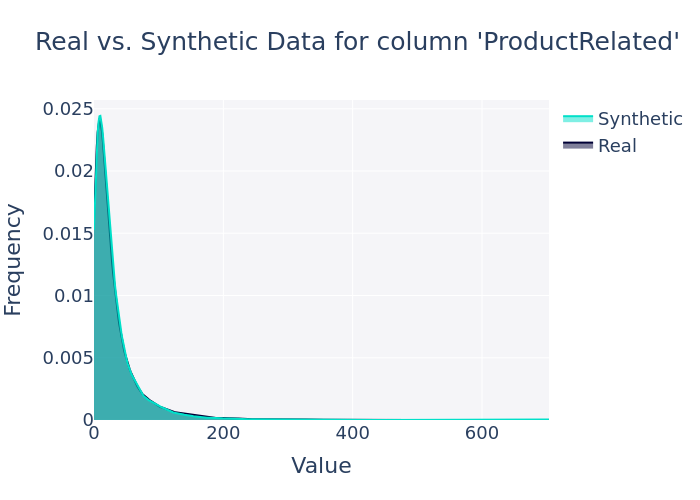 Real vs. Synthetic Data for column 'ProductRelated'
Synthetic
Real
0.025
0.02
0.015
0.01
0.005
0
0 200 400 600
Frequency
Value